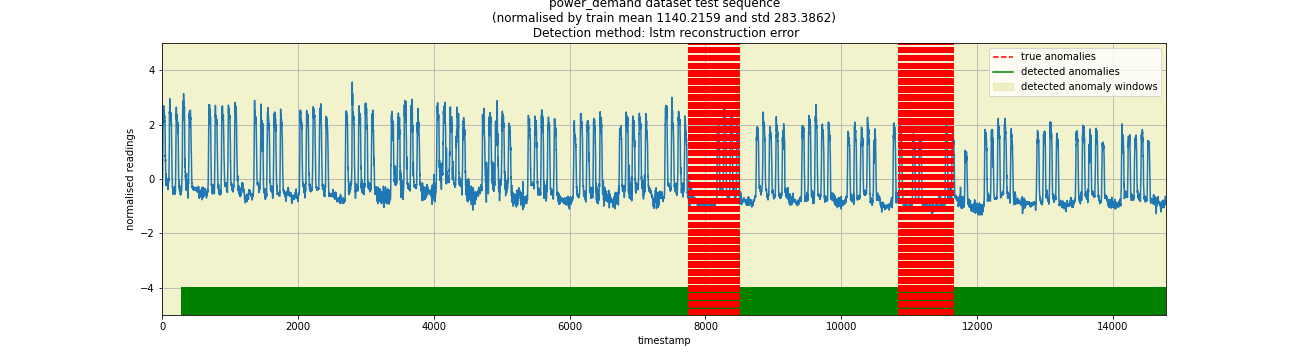 power_demand dataset test sequence
(normalised by train mean 1140.2159 and std 283.3862)
Detection method: lstm reconstruction error
true anomalies
detected anomalies
detected anomaly windows
normalised readings
4
2
0
−2
−4
0 2000 4000 6000 8000 10000 12000 14000
timestamp